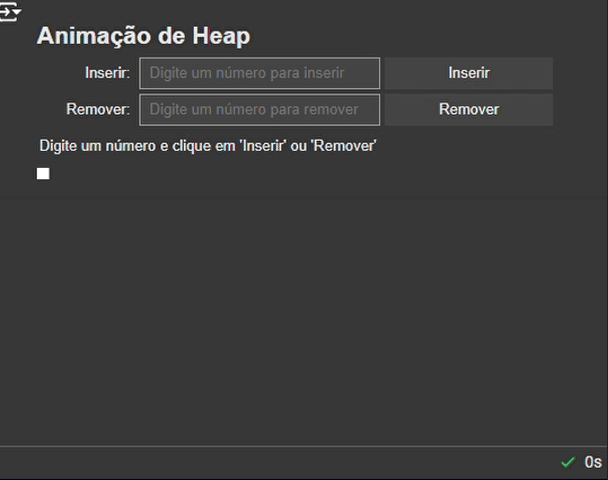 Animação de Heap
Inserir: Digite um número para inserir Inserir
Remover: Digite um número para remover Remover
Digite um número e clique em 'Inserir' ou 'Remover'
0s